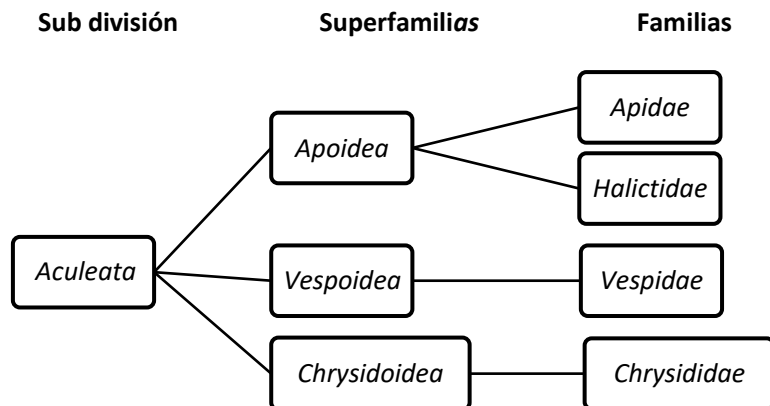 Sub división Superfamilias Familias
Apidae
Apoidea
Halictidae
Aculeata
Vespoidea Vespidae
Chrysidoidea Chrysididae